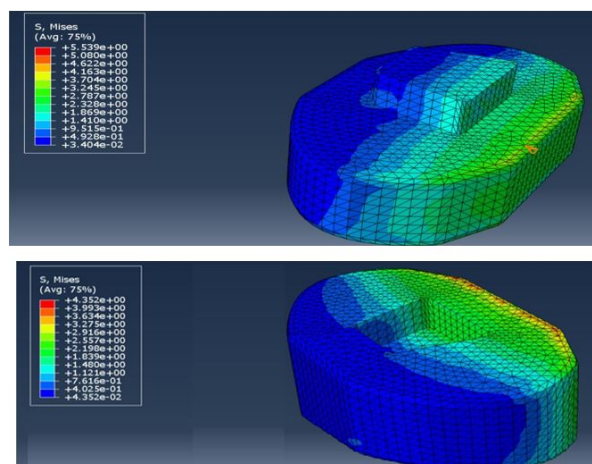 S, Mises
(Avg: 75%)
+5.539e+00
+5.080e+00
+4.622e+00
+4.163e+00
+3.704e+00
+3.245e+00
+2.787e+00
+2.328e+00
+1.869e+00
+1.410e+00
+9.515e-01
+4.928e-01
+3.404e-02
S, Mises
(Avg: 75%)
+4.352e+00
+3.993e+00
+3.634e+00
+3.275e+00
+2.916e+00
+2.557e+00
+2.198e+00
+1.839e+00
+1.480e+00
+1.121e+00
+7.616e-01
+4.025e-01
+4.352e-02